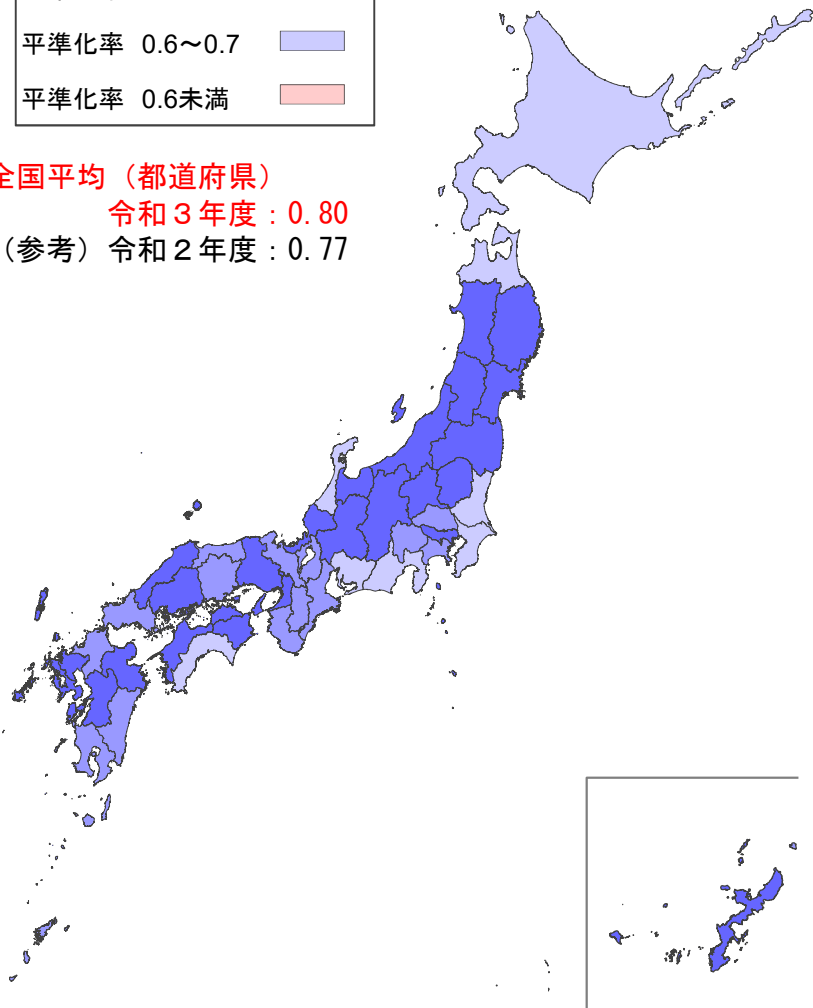 平準化率 0.6～0.7
平準化率 0.6未満
全国平均（都道府県）
令和３年度：0.80
（参考）令和２年度：0.77